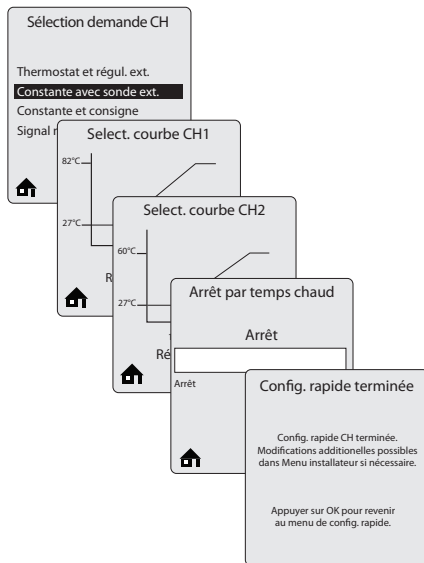 Sélection demande CH
Thermostat et régul. ext.
Constante avec sonde ext.
Constante et consigne
Signal
Select. courbe CH1
82°C
27°C
R
Select. courbe CH2
60°C
27°C
Ré
Arrêt par temps chaud
Arrêt
Arrêt
Config. rapide terminée
Config. rapide CH terminée.
Modifications additionelles possibles
dans Menu installateur si nécessaire.
Appuyer sur OK pour revenir
au menu de config. rapide.